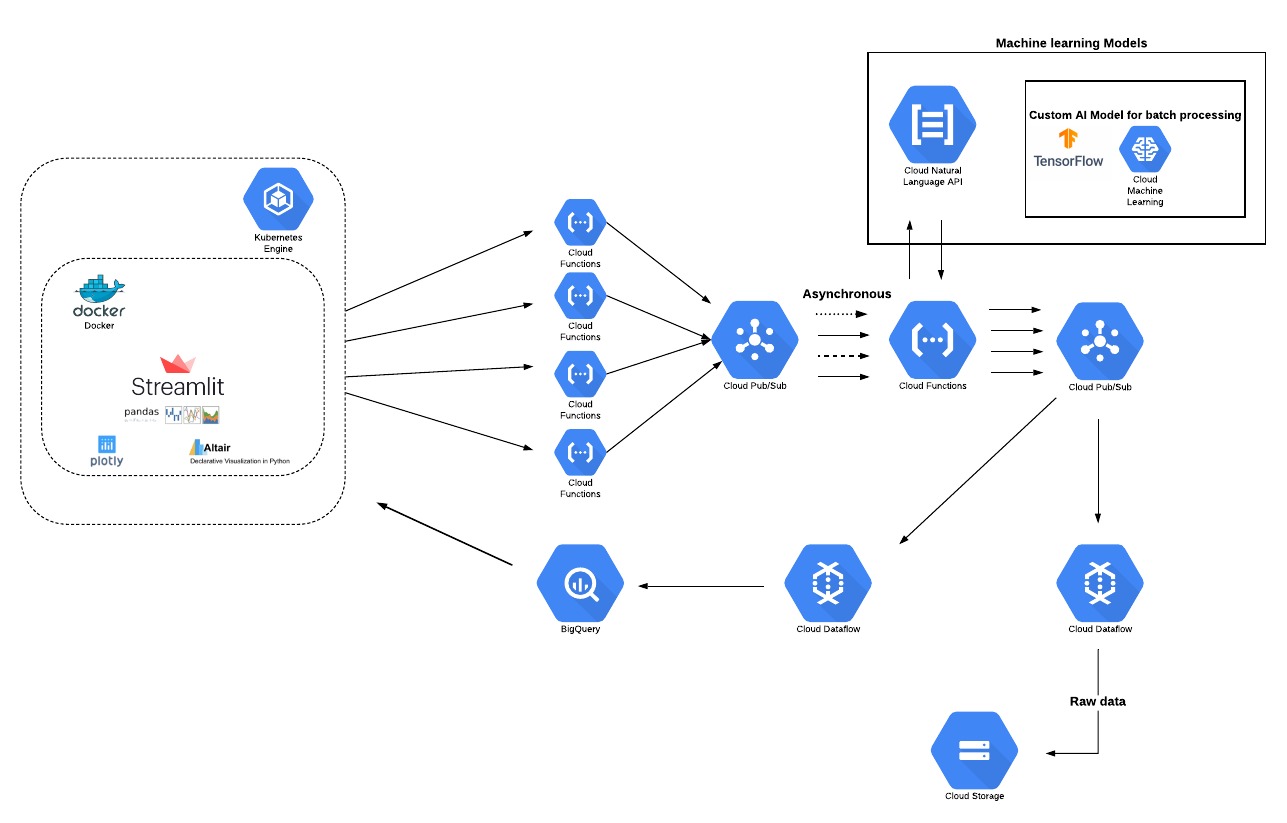 Machine learning Models
Cloud Natural
Language API
Custom AI Model for batch processing
TensorFlow
Cloud
Machine
Learning
Kubernetes
Engine
docker
Docker
Streamlit
pandas
plotly
Altair
Declarative Visualization in Python
Cloud
Functions
Cloud
Functions
Cloud
Functions
Cloud
Functions
Cloud Pub/Sub
Asynchronous
Cloud Functions
Cloud Pub/Sub
BigQuery
Cloud Dataflow
Cloud Dataflow
Raw data
Cloud Storage